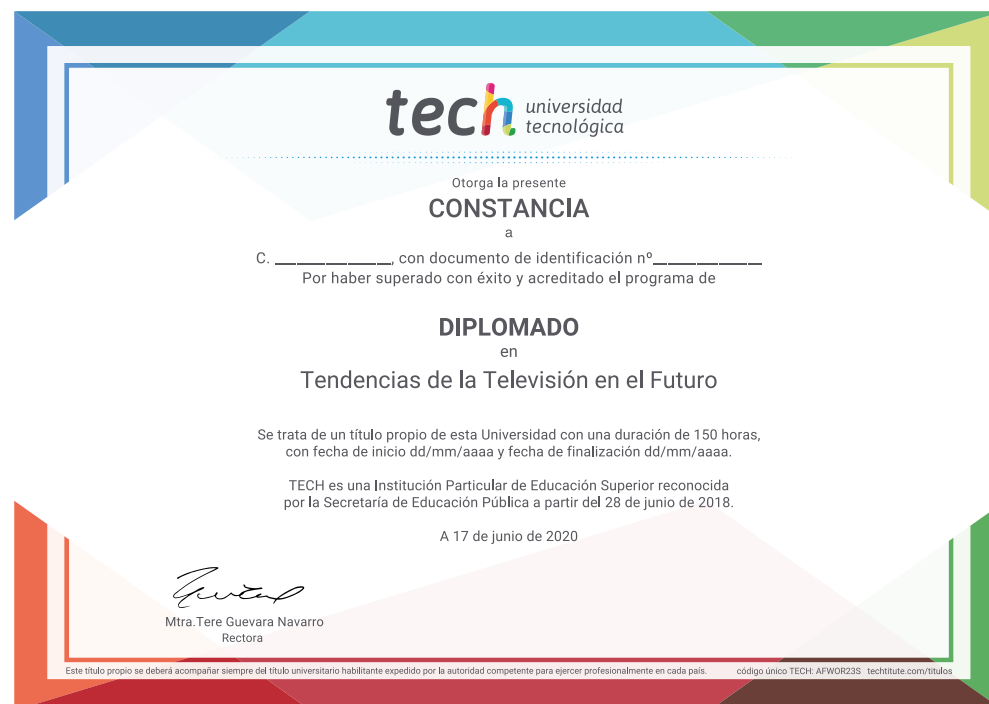 tech universidad
tecnológica
Otorga la presente
CONSTANCIA
a
C. ______________, con documento de identificación nº______________
Por haber superado con éxito y acreditado el programa de
DIPLOMADO
en
Tendencias de la Televisión en el Futuro
Se trata de un título propio de esta Universidad con una duración de 150 horas,
con fecha de inicio dd/mm/aaaa y fecha de finalización dd/mm/aaaa.
TECH es una Institución Particular de Educación Superior reconocida
por la Secretaría de Educación Pública a partir del 28 de junio de 2018.
A 17 de junio de 2020
Mtra.Tere Guevara Navarro
Rectora
Este título propio se deberá acompañar siempre del título universitario habilitante expedido por la autoridad competente para ejercer profesionalmente en cada país. código único TECH: AFWOR23S techtitute.com/titulos